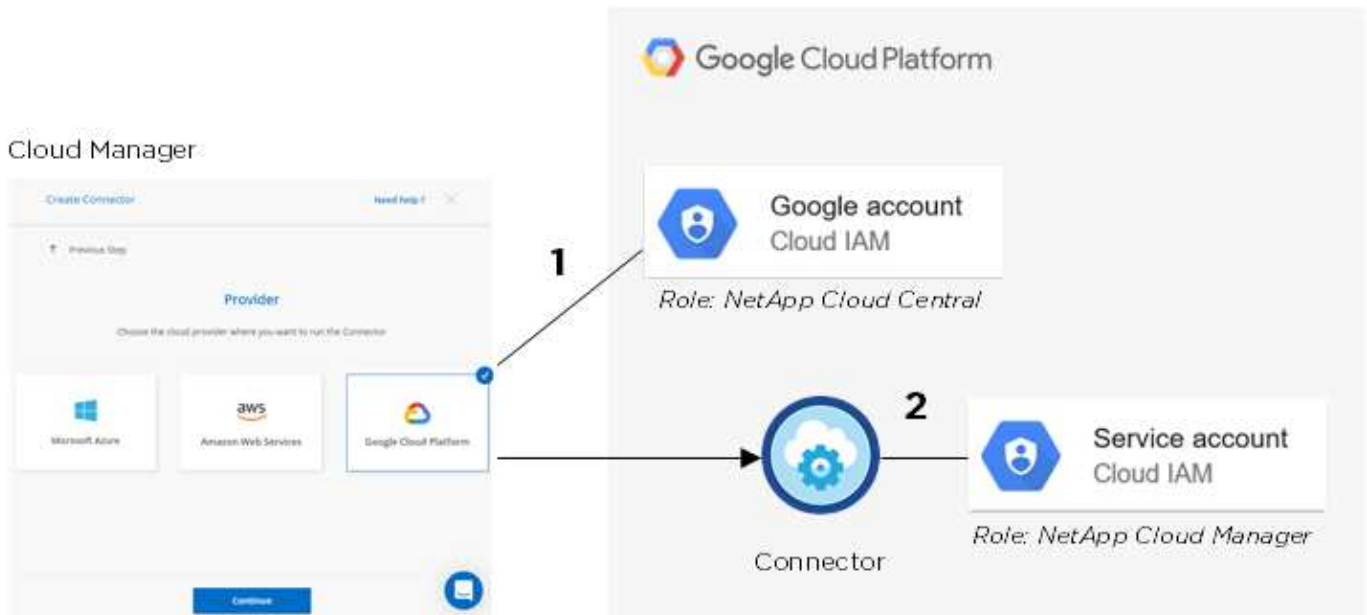 Google Cloud Platform
Cloud Manager
Create Connector
Need help ?
Previous Step
Provider
Choose the cloud provider where you want to run the Connector
Microsoft Azure
aws
Amazon Web Services
Google Cloud Platform
Continue
1
Google account
Cloud IAM
Role: NetApp Cloud Central
2
Connector
Service account
Cloud IAM
Role: NetApp Cloud Manager